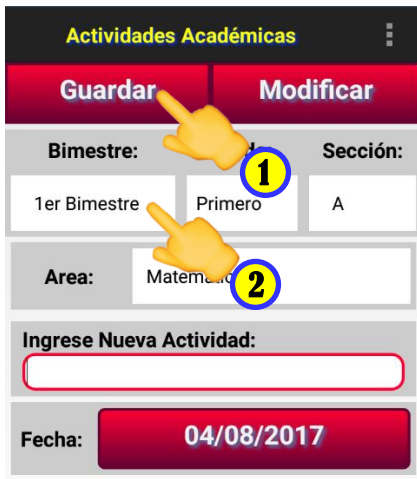 Actividades Académicas
Guardar Modificar
Bimestre: Sección:
1
1er Bimestre Primero A
Area:
2
Ingrese Nueva Actividad:
Fecha: 04/08/2017